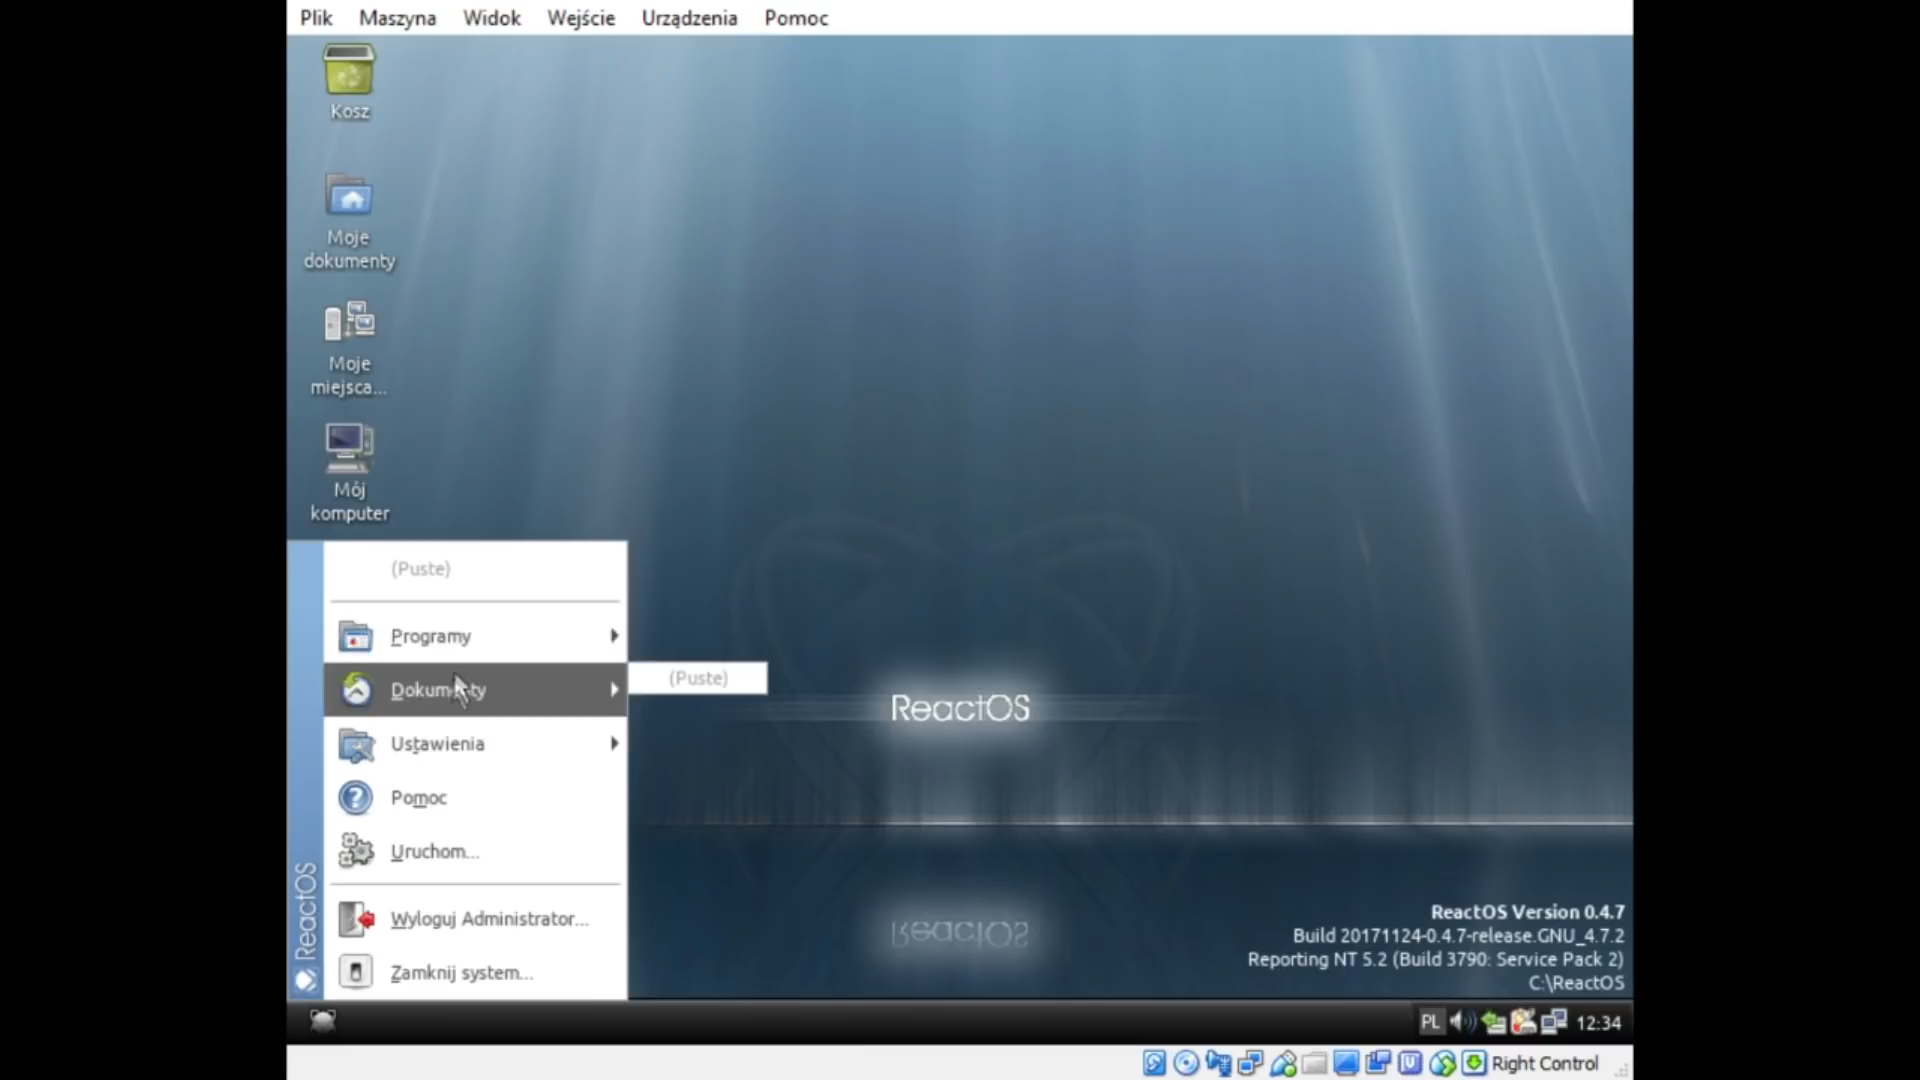 Plik Maszyna Widok Wejście Urządzenia Pomoc
Kosz
Moje
dokumenty
Moje
miejsca...
Mój
komputer
(Puste)
Programy
Dokumenty
(Puste)
Ustawienia
Pomoc
Uruchom...
Wyloguj Administrator...
Zamknij system...
ReactOS
ReactOS
ReactOS
ReactOS Version 0.4.7
Build 20171124-0.4.7-release.GNU_4.7.2
Reporting NT 5.2 (Build 3790: Service Pack 2)
C:\ReactOS
PL 12:34
Right Control